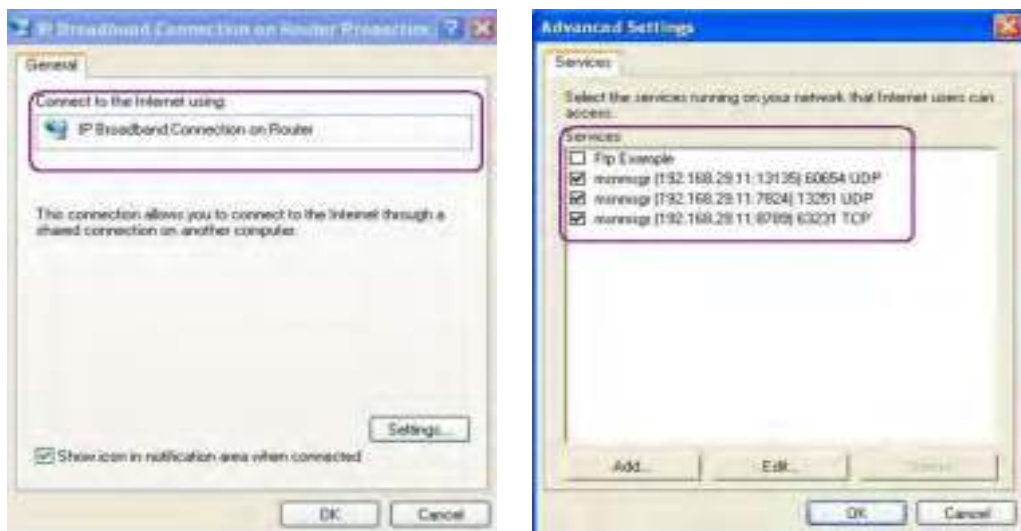 IP Broadband Connection on Router Properties
General
Connect to the Internet using:
IP Broadband Connection on Router
This connection allows you to connect to the Internet through a
shared connection on another computer.
Settings...
Show icon in notification area when connected
OK
Cancel
Advanced Settings
Services
Select the services running on your network that Internet users can
access.
Services
Ftp Example
msnmsgr (192.168.29.11:13135) 60654 UDP
msnmsgr (192.168.29.11:7824) 13251 UDP
msnmsgr (192.168.29.11:8789) 63231 TCP
Add...
Edit...
OK
Cancel